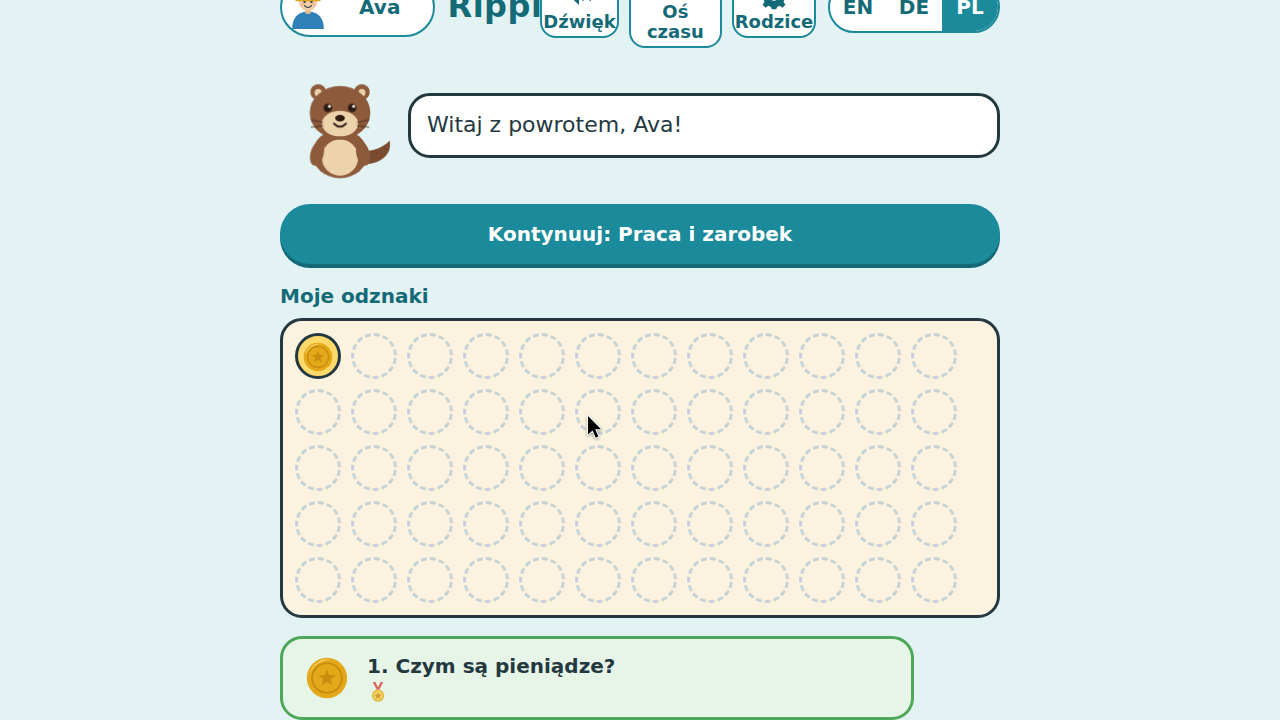 Ava
Rippl
Dźwięk
Oś czasu
Rodzice
EN DE PL
Witaj z powrotem, Ava!
Kontynuuj: Praca i zarobek
Moje odznaki
1. Czym są pieniądze?